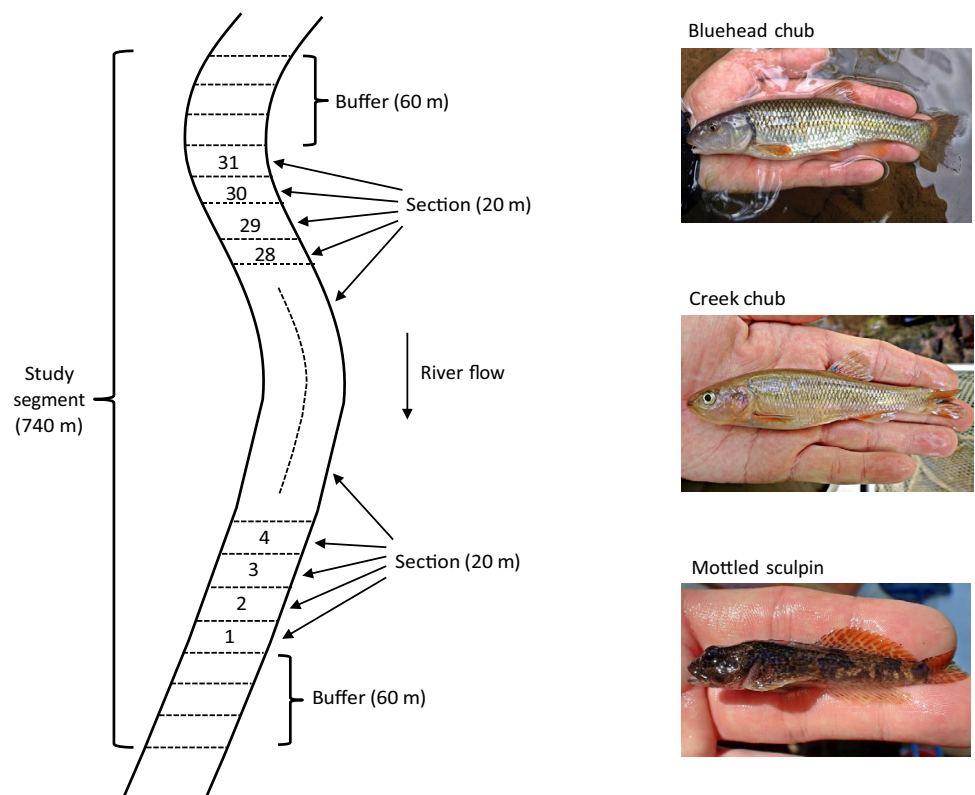 Bluehead chub
Buffer (60 m)
31
30
29
28
Section (20 m)
Creek chub
Study
segment
(740 m)
River flow
4
3
2
1
Section (20 m)
Mottled sculpin
Buffer (60 m)